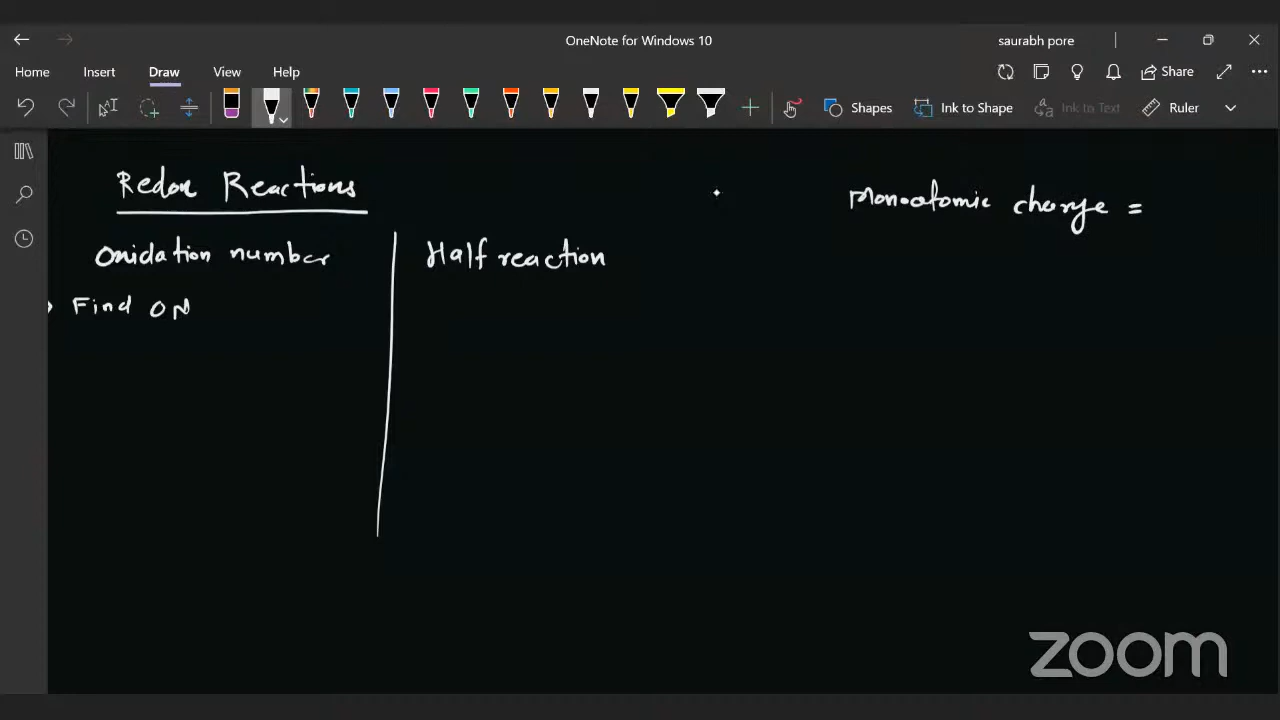 OneNote for Windows 10
saurabh pore
Home Insert Draw View Help
Share
Shapes Ink to Shape Ink to Text Ruler
Redox Reactions
Monoatomic charge =
Oxidation number
Half reaction
Find ON
zoom